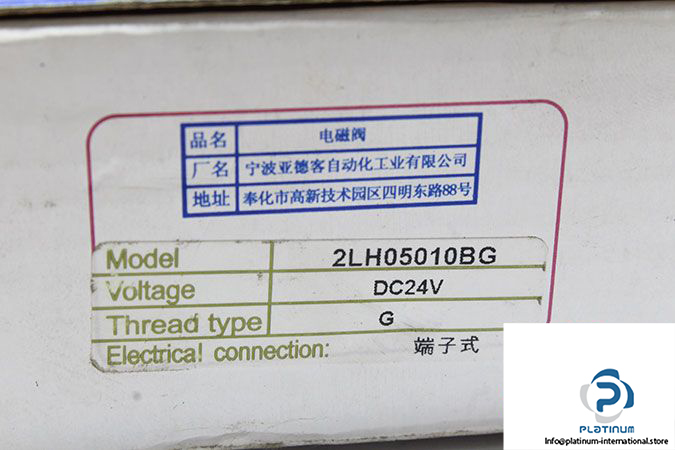 品名 电磁阀
厂名 宁波亚德客自动化工业有限公司
地址 奉化市高新技术园区四明东路88号
Model 2LH05010BG
Voltage DC24V
Thread type G
Electrical connection: 端子式
PLATINUM
Info@platinum-international.store